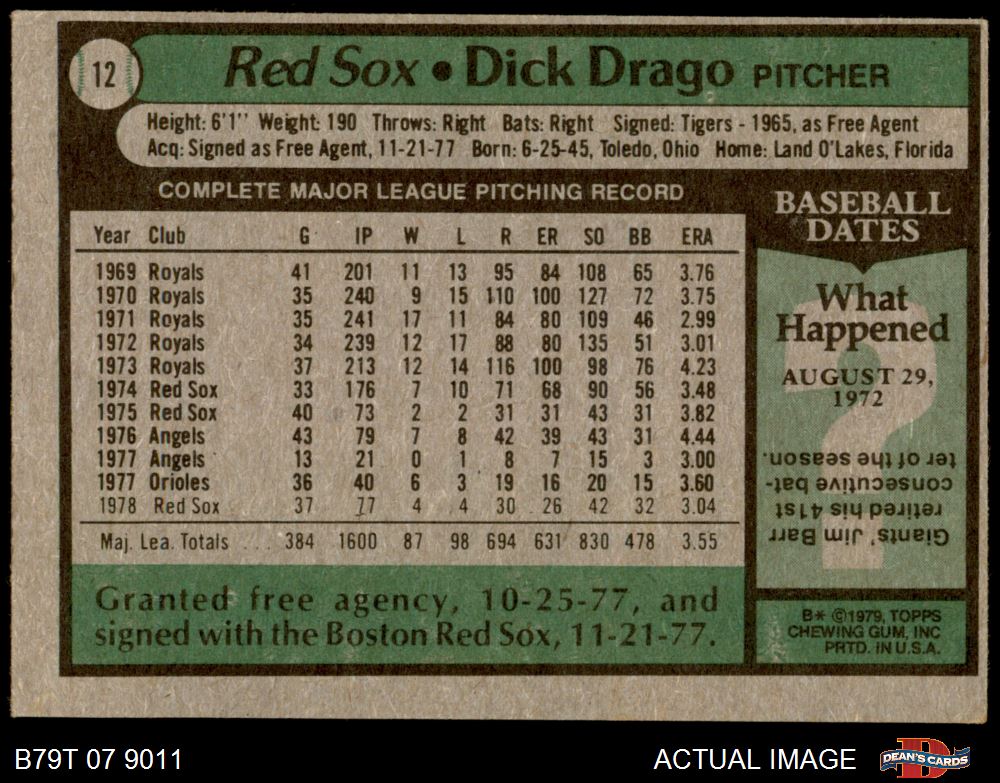 12
Red Sox • Dick Drago PITCHER
Height: 6'1" Weight: 190 Throws: Right Bats: Right Signed: Tigers - 1965, as Free Agent
Acq: Signed as Free Agent, 11-21-77 Born: 6-25-45, Toledo, Ohio Home: Land O'Lakes, Florida
COMPLETE MAJOR LEAGUE PITCHING RECORD
Year Club G IP W L R ER SO BB ERA
1969 Royals 41 201 11 13 95 84 108 65 3.76
1970 Royals 35 240 9 15 110 100 127 72 3.75
1971 Royals 35 241 17 11 84 80 109 46 2.99
1972 Royals 34 239 12 17 88 80 135 51 3.01
1973 Royals 37 213 12 14 116 100 98 76 4.23
1974 Red Sox 33 176 7 10 71 68 90 56 3.48
1975 Red Sox 40 73 2 2 31 31 43 31 3.82
1976 Angels 43 79 7 8 42 39 43 31 4.44
1977 Angels 13 21 0 1 8 7 15 3 3.00
1977 Orioles 36 40 6 3 19 16 20 15 3.60
1978 Red Sox 37 77 4 4 30 26 42 32 3.04
Maj. Lea. Totals ... 384 1600 87 98 694 631 830 478 3.55
Granted free agency, 10-25-77, and
signed with the Boston Red Sox, 11-21-77.
BASEBALL
DATES
What
Happened
AUGUST 29,
1972
?
Giants' Jim Barr
retired his 41st
consecutive bat-
ter of the season.
B* ©1979, TOPPS
CHEWING GUM, INC
PRTD. IN U.S.A.
B79T 07 9011
ACTUAL IMAGE
DEAN'S CARDS